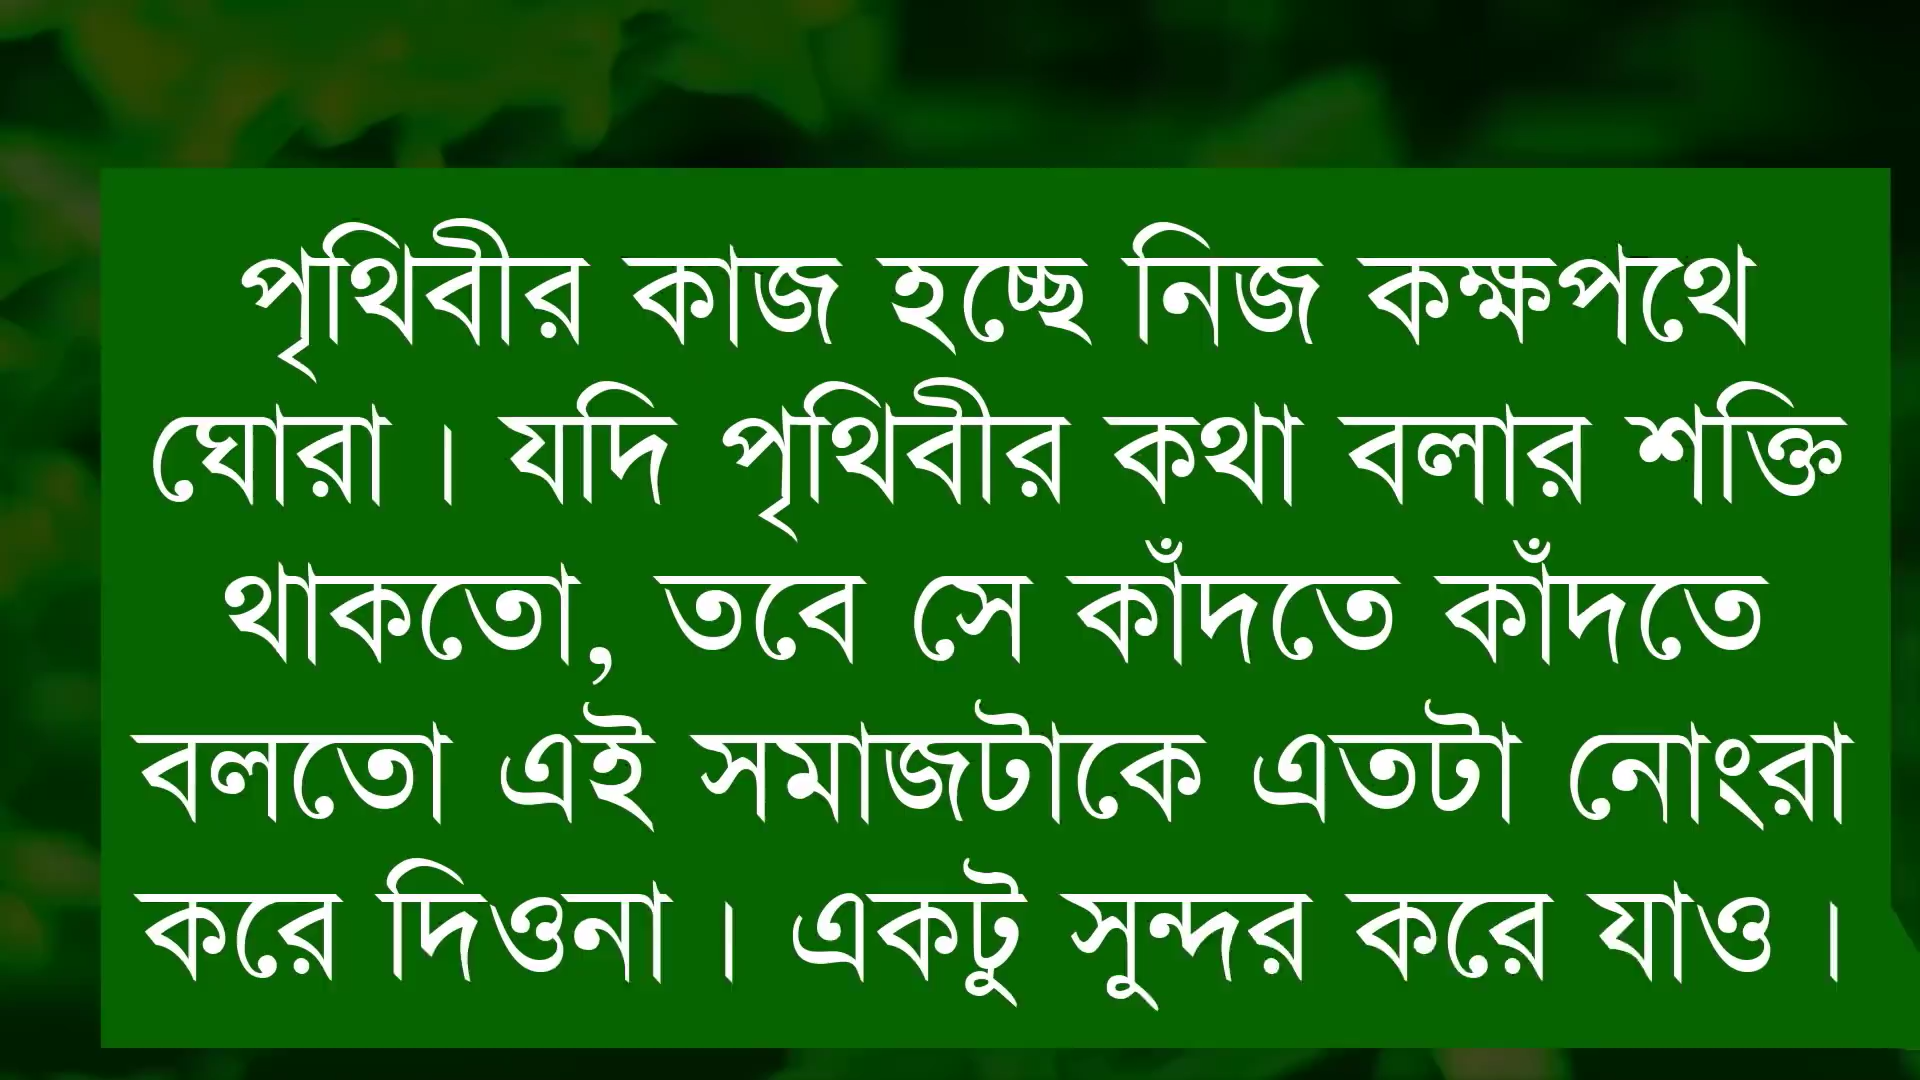 পৃথিবীর কাজ হচ্ছে নিজ কক্ষপথে
ঘোরা । যদি পৃথিবীর কথা বলার শক্তি
থাকতো, তবে সে কাঁদতে কাঁদতে
বলতো এই সমাজটাকে এতটা নোংরা
করে দিওনা । একটু সুন্দর করে যাও ।